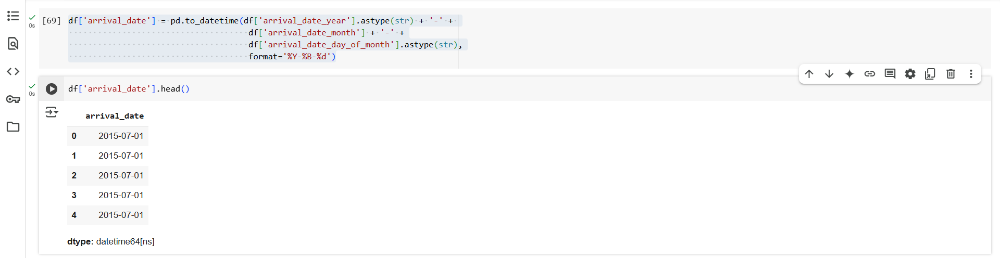 [69] df['arrival_date'] = pd.to_datetime(df['arrival_date_year'].astype(str) + '-' +
df['arrival_date_month'] + '-' +
df['arrival_date_day_of_month'].astype(str),
format='%Y-%B-%d')
0s
df['arrival_date'].head()
0s
arrival_date
0 2015-07-01
1 2015-07-01
2 2015-07-01
3 2015-07-01
4 2015-07-01
dtype: datetime64[ns]